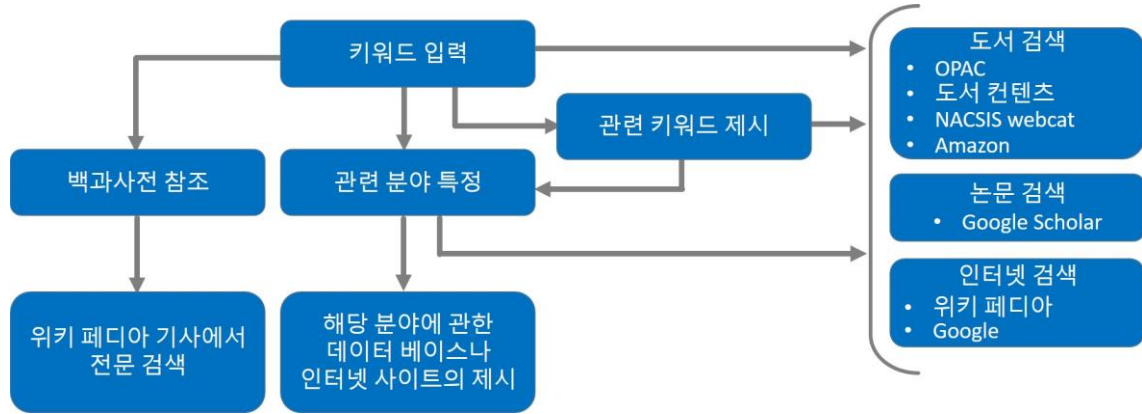 키워드 입력
관련 키워드 제시
백과사전 참조
관련 분야 특정
위키 페디아 기사에서
전문 검색
해당 분야에 관한
데이터 베이스나
인터넷 사이트의 제시
도서 검색
• OPAC
• 도서 컨텐츠
• NACSIS webcat
• Amazon
논문 검색
• Google Scholar
인터넷 검색
• 위키 페디아
• Google